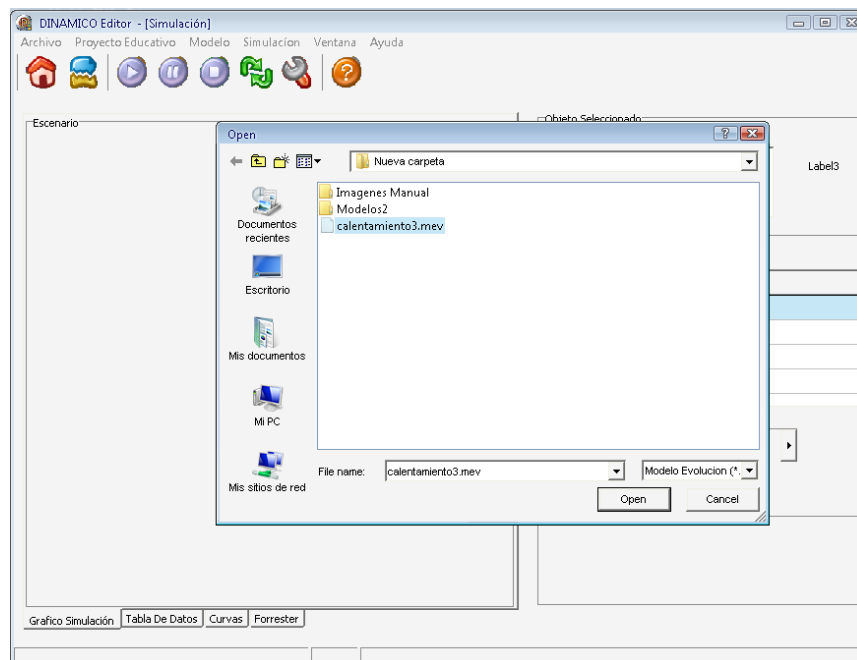 DINAMICO Editor - [Simulación]
Archivo Proyecto Educativo Modelo Simulacion Ventana Ayuda
Escenario
Objeto Seleccionado
Label3
Open
Nueva carpeta
Documentos recientes
Escritorio
Mis documentos
Mi PC
Mis sitios de red
Imagenes Manual
Modelos2
calentamiento3.mev
File name: calentamiento3.mev
Modelo Evolucion (*.
Open Cancel
Grafico Simulación Tabla De Datos Curvas Forrester